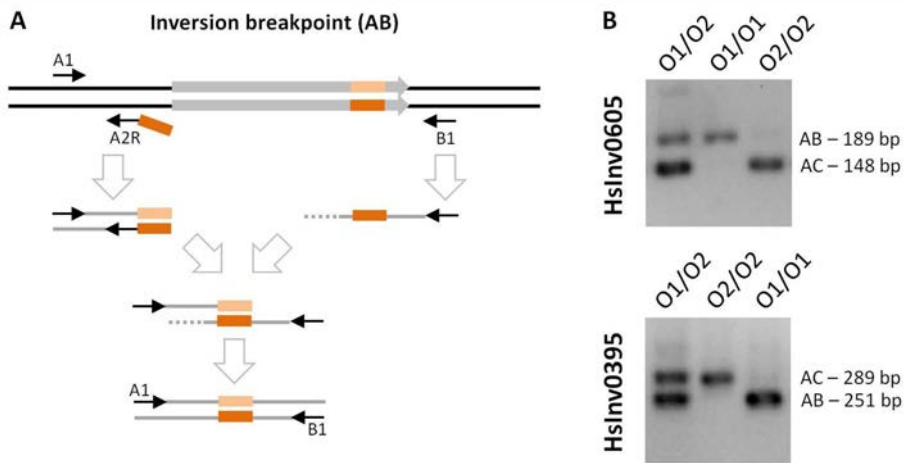 A
Inversion breakpoint (AB)
A1
A2R
B1
A1
B1
B
O1/O2
O1/O1
O2/O2
HsInv0605
AB – 189 bp
AC – 148 bp
O1/O2
O2/O2
O1/O1
HsInv0395
AC – 289 bp
AB – 251 bp